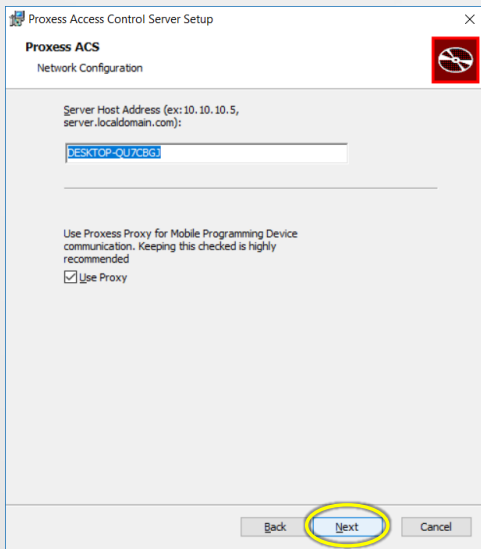 Proxess Access Control Server Setup
Proxess ACS
Network Configuration
Server Host Address (ex:10.10.10.5,
server.localdomain.com):
DESKTOP-QU7CBGJ
Use Proxess Proxy for Mobile Programming Device
communication. Keeping this checked is highly
recommended
Use Proxy
Back Next Cancel